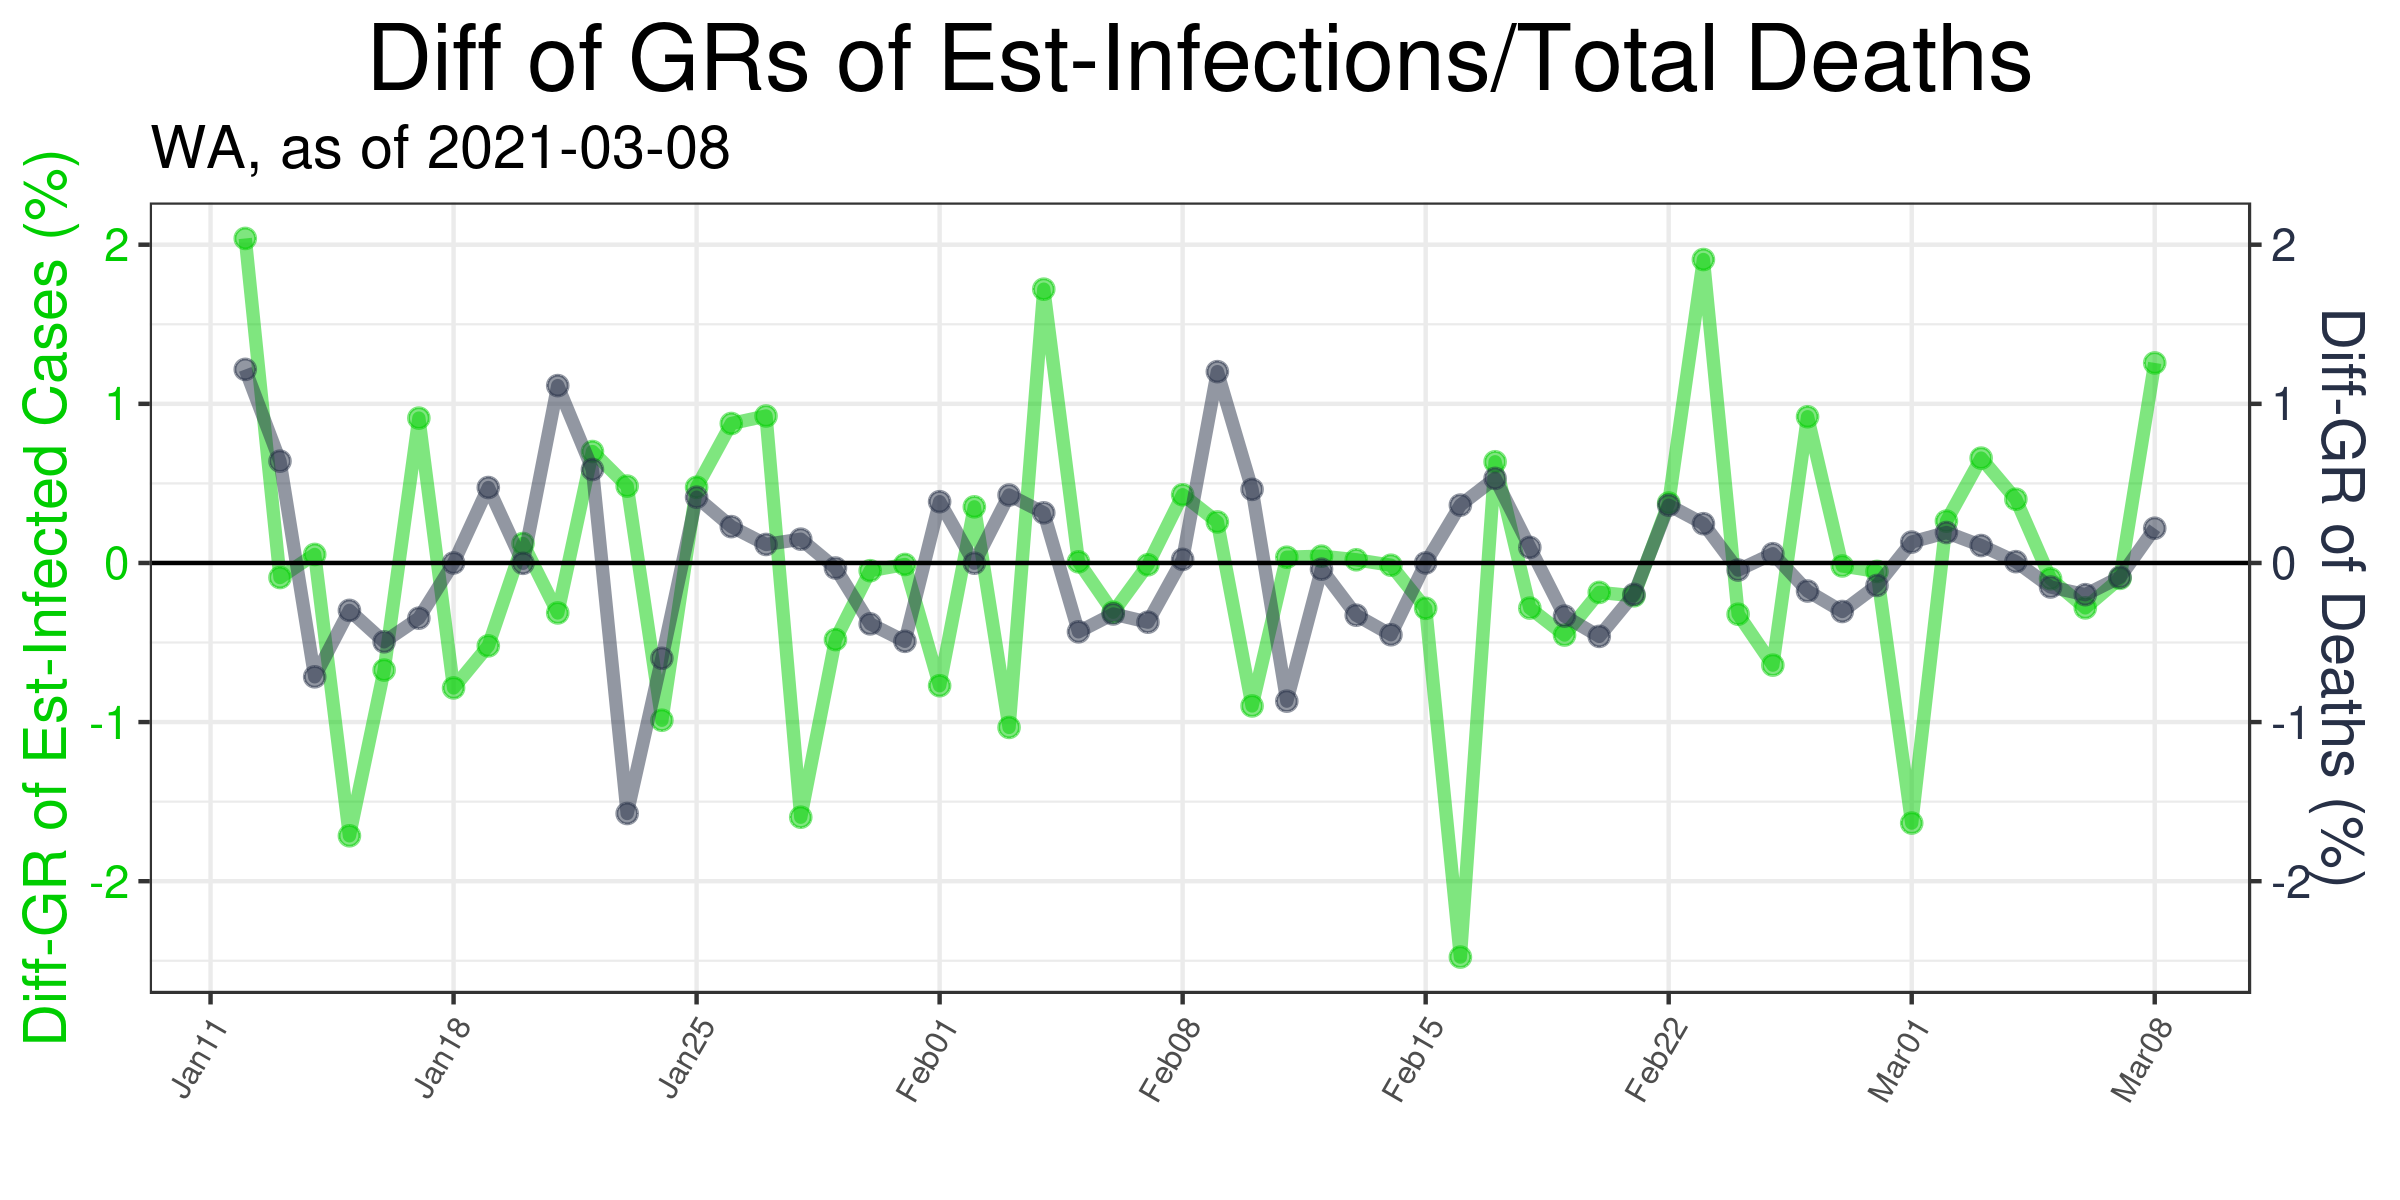 Diff of GRs of Est-Infections/Total Deaths
WA, as of 2021-03-08
Diff-GR of Est-Infected Cases (%)
2
1
0
-1
-2
2
1
0
-1
-2
Diff-GR of Deaths (%)
Jan11
Jan18
Jan25
Feb01
Feb08
Feb15
Feb22
Mar01
Mar08